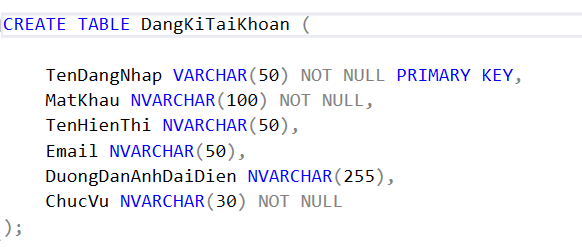 CREATE TABLE DangKiTaiKhoan (
TenDangNhap VARCHAR(50) NOT NULL PRIMARY KEY,
MatKhau NVARCHAR(100) NOT NULL,
TenHienThi NVARCHAR(50),
Email NVARCHAR(50),
DuongDanAnhDaiDien NVARCHAR(255),
ChucVu NVARCHAR(30) NOT NULL
);